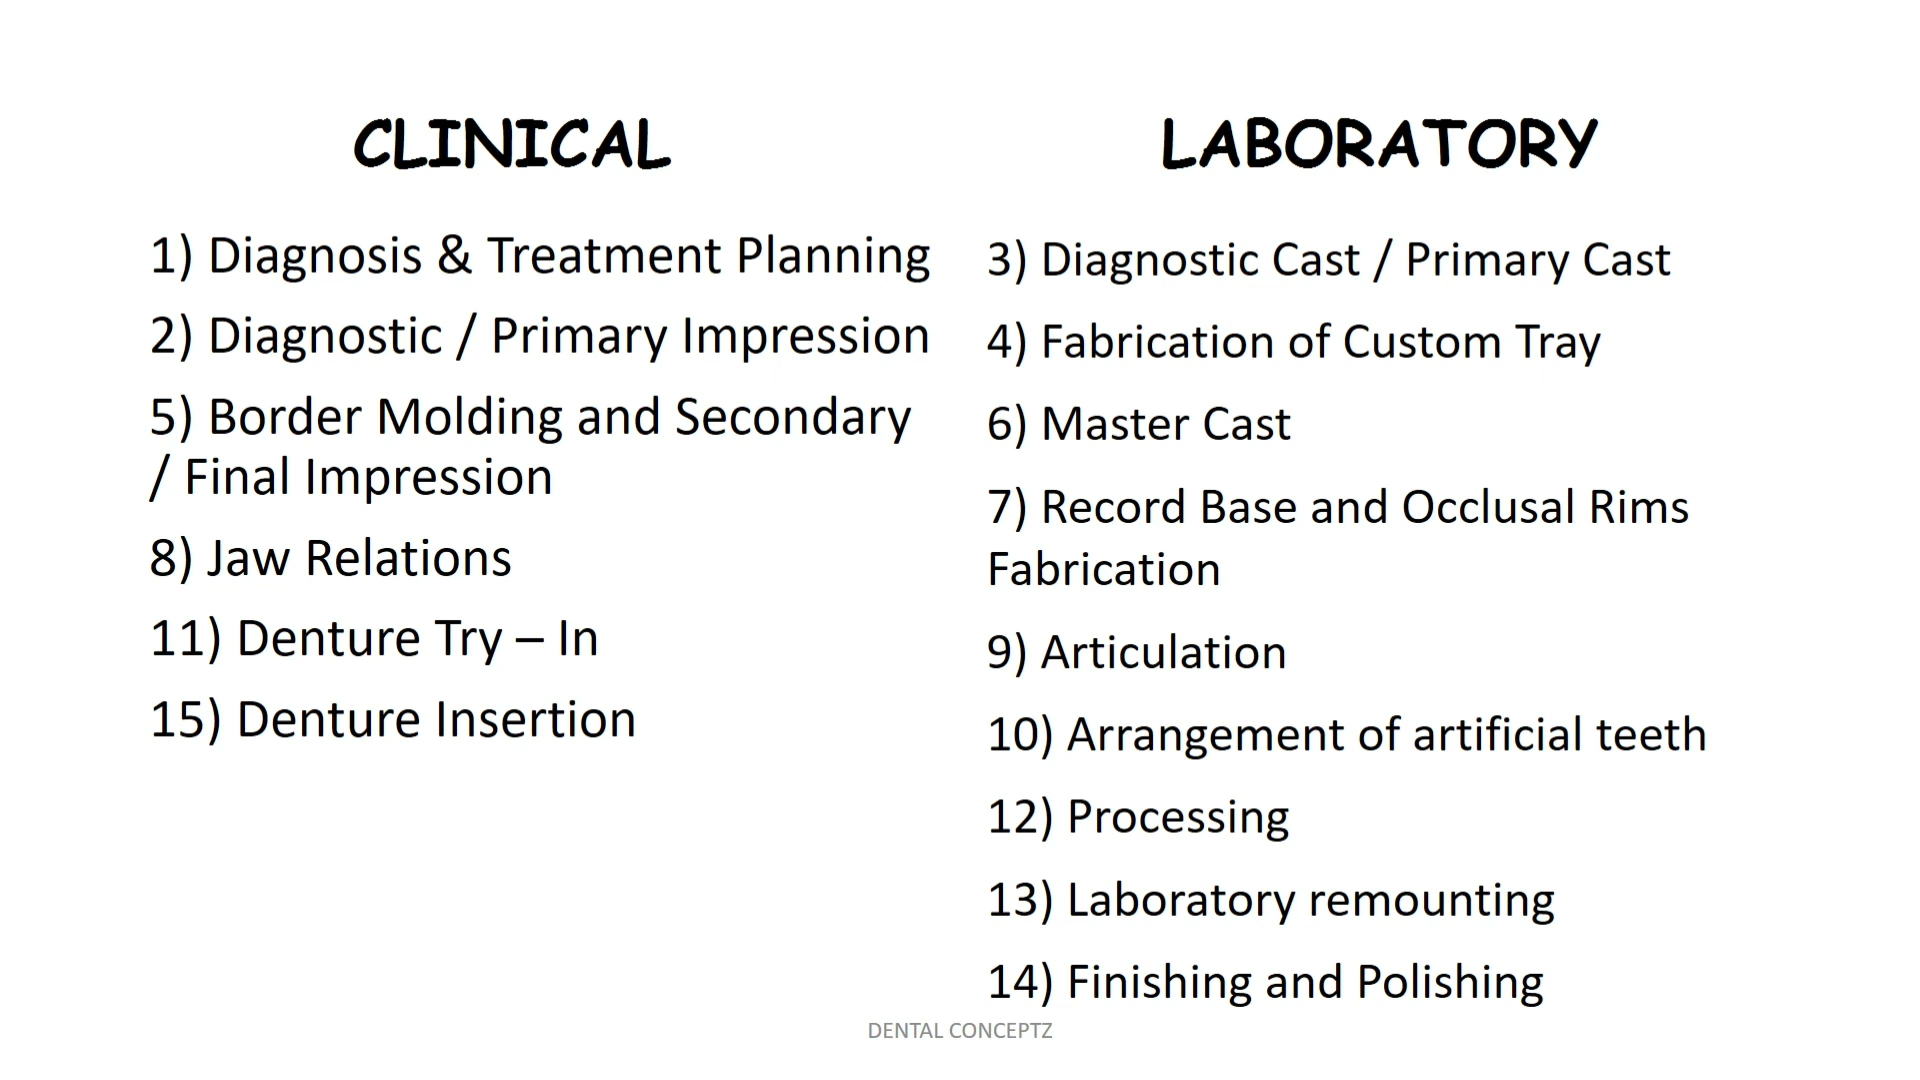 CLINICAL
1) Diagnosis & Treatment Planning
2) Diagnostic / Primary Impression
5) Border Molding and Secondary
/ Final Impression
8) Jaw Relations
11) Denture Try – In
15) Denture Insertion
LABORATORY
3) Diagnostic Cast / Primary Cast
4) Fabrication of Custom Tray
6) Master Cast
7) Record Base and Occlusal Rims
Fabrication
9) Articulation
10) Arrangement of artificial teeth
12) Processing
13) Laboratory remounting
14) Finishing and Polishing
DENTAL CONCEPTZ